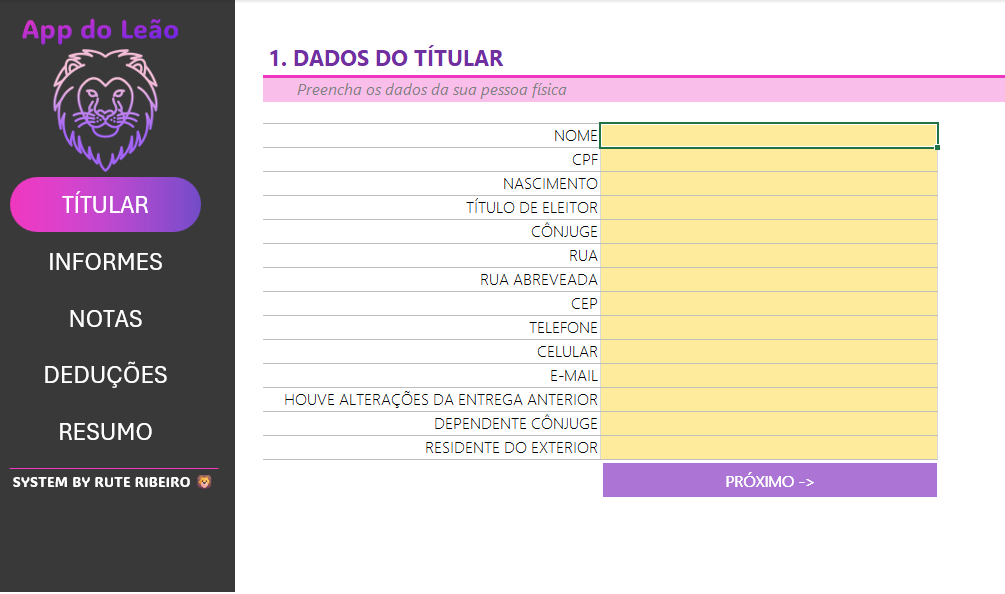 App do Leão
TÍTULAR
INFORMES
NOTAS
DEDUÇÕES
RESUMO
SYSTEM BY RUTE RIBEIRO 🦁
1. DADOS DO TÍTULAR
Preencha os dados da sua pessoa física
NOME
CPF
NASCIMENTO
TÍTULO DE ELEITOR
CÔNJUGE
RUA
RUA ABREVEADA
CEP
TELEFONE
CELULAR
E-MAIL
HOUVE ALTERAÇÕES DA ENTREGA ANTERIOR
DEPENDENTE CÔNJUGE
RESIDENTE DO EXTERIOR
PRÓXIMO ->